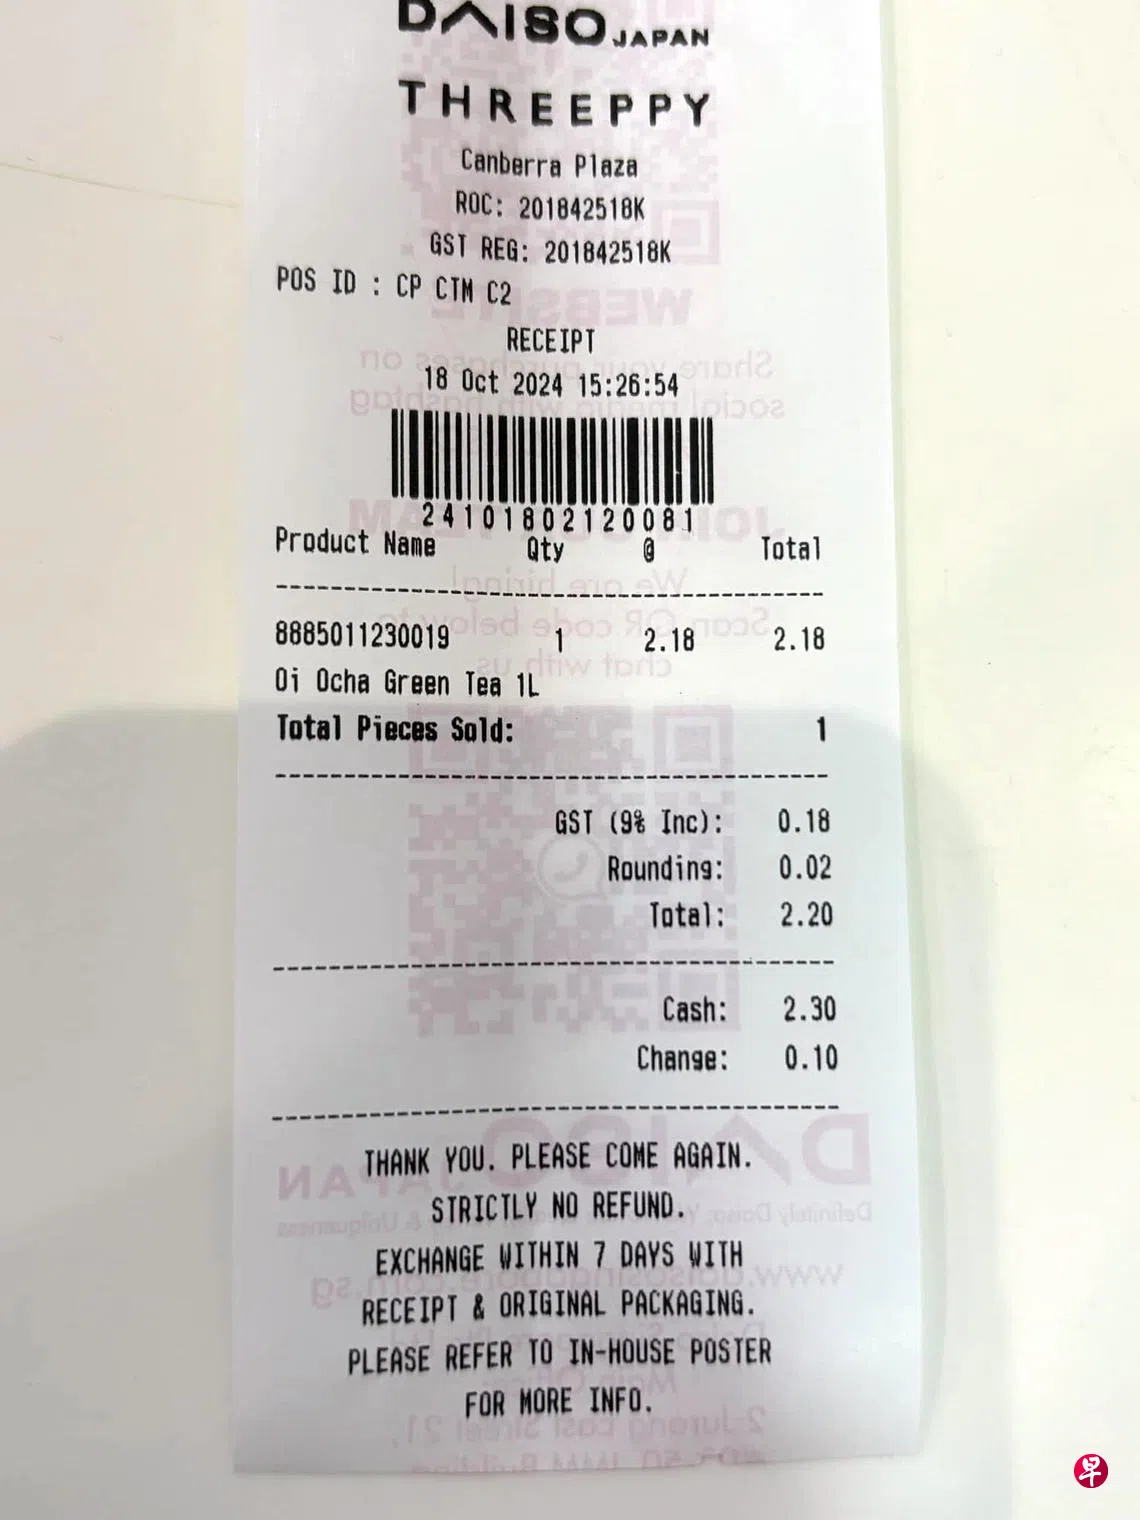 DAISO JAPAN
THREEPPY
Canberra Plaza
ROC: 201842518K
GST REG: 201842518K
POS ID : CP CTM C2
RECEIPT
18 Oct 2024 15:26:54
24101802120081
Product Name Qty @ Total
8885011230019 1 2.18 2.18
Oi Ocha Green Tea 1L
Total Pieces Sold: 1
GST (9% Inc): 0.18
Rounding: 0.02
Total: 2.20
Cash: 2.30
Change: 0.10
THANK YOU. PLEASE COME AGAIN.
STRICTLY NO REFUND.
EXCHANGE WITHIN 7 DAYS WITH
RECEIPT & ORIGINAL PACKAGING.
PLEASE REFER TO IN-HOUSE POSTER
FOR MORE INFO.
早